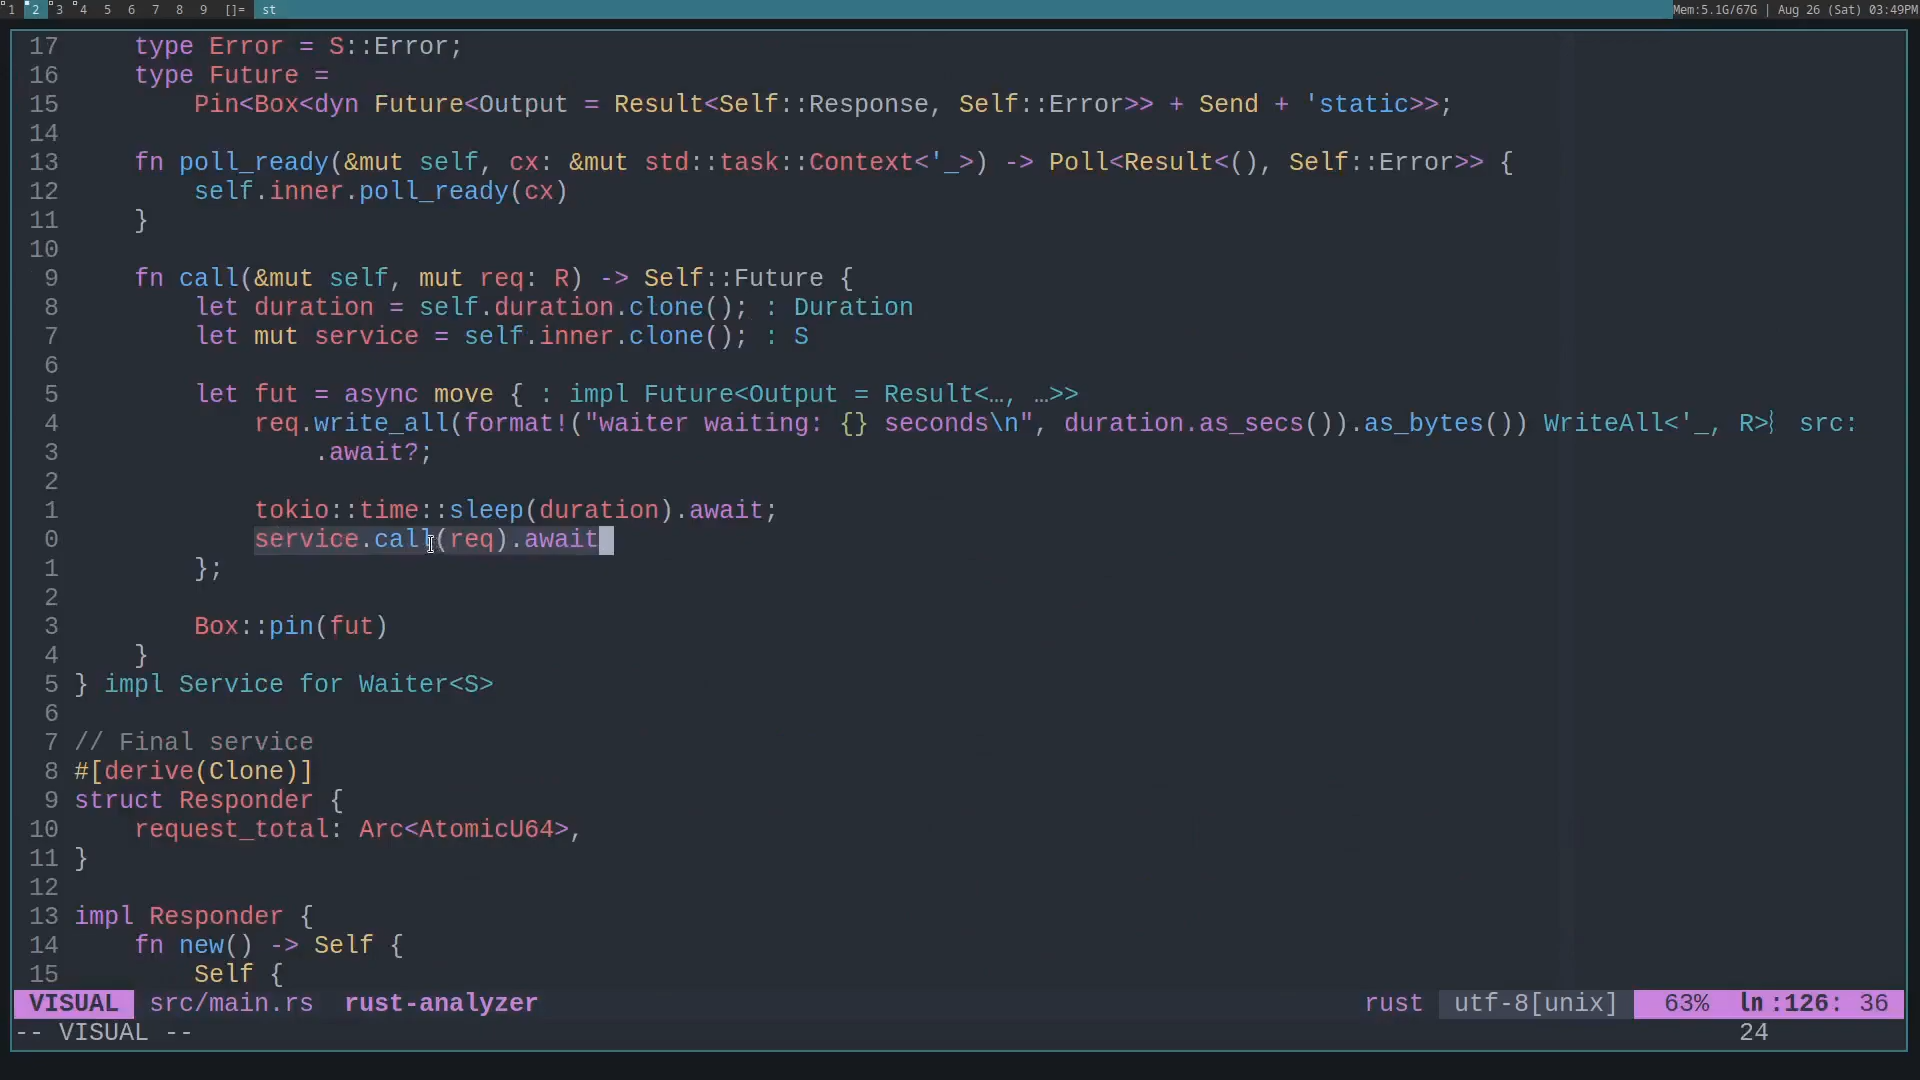 1 2 3 4 5 6 7 8 9 []= st Mem:5.1G/67G | Aug 26 (Sat) 03:49PM
17 type Error = S::Error;
16 type Future =
15 Pin<Box<dyn Future<Output = Result<Self::Response, Self::Error>> + Send + 'static>>;
14
13 fn poll_ready(&mut self, cx: &mut std::task::Context<'_>) -> Poll<Result<(), Self::Error>> {
12 self.inner.poll_ready(cx)
11 }
10
9 fn call(&mut self, mut req: R) -> Self::Future {
8 let duration = self.duration.clone(); : Duration
7 let mut service = self.inner.clone(); : S
6
5 let fut = async move { : impl Future<Output = Result<…, …>>
4 req.write_all(format!("waiter waiting: {} seconds\n", duration.as_secs()).as_bytes()) WriteAll<'_, R>⸾ src:
3 .await?;
2
1 tokio::time::sleep(duration).await;
0 service.call(req).await
1 };
2
3 Box::pin(fut)
4 }
5 } impl Service for Waiter<S>
6
7 // Final service
8 #[derive(Clone)]
9 struct Responder {
10 request_total: Arc<AtomicU64>,
11 }
12
13 impl Responder {
14 fn new() -> Self {
15 Self {
VISUAL src/main.rs rust-analyzer rust utf-8[unix] 63% ln:126: 36
-- VISUAL -- 24